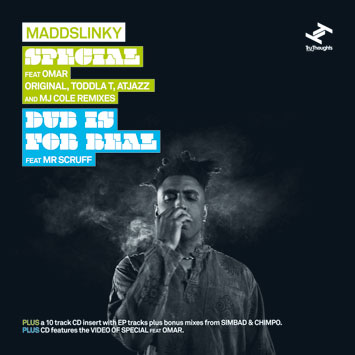 MADDSLINKY
SPECIAL
FEAT OMAR
ORIGINAL, TODDLA T, ATJAZZ
AND MJ COLE REMIXES
DUB IS
FOR REAL
FEAT MR SCRUFF
Tru Thoughts
PLUS a 10 track CD insert with EP tracks plus bonus mixes from SIMBAD & CHIMPO.
PLUS CD features the VIDEO OF SPECIAL FEAT OMAR.